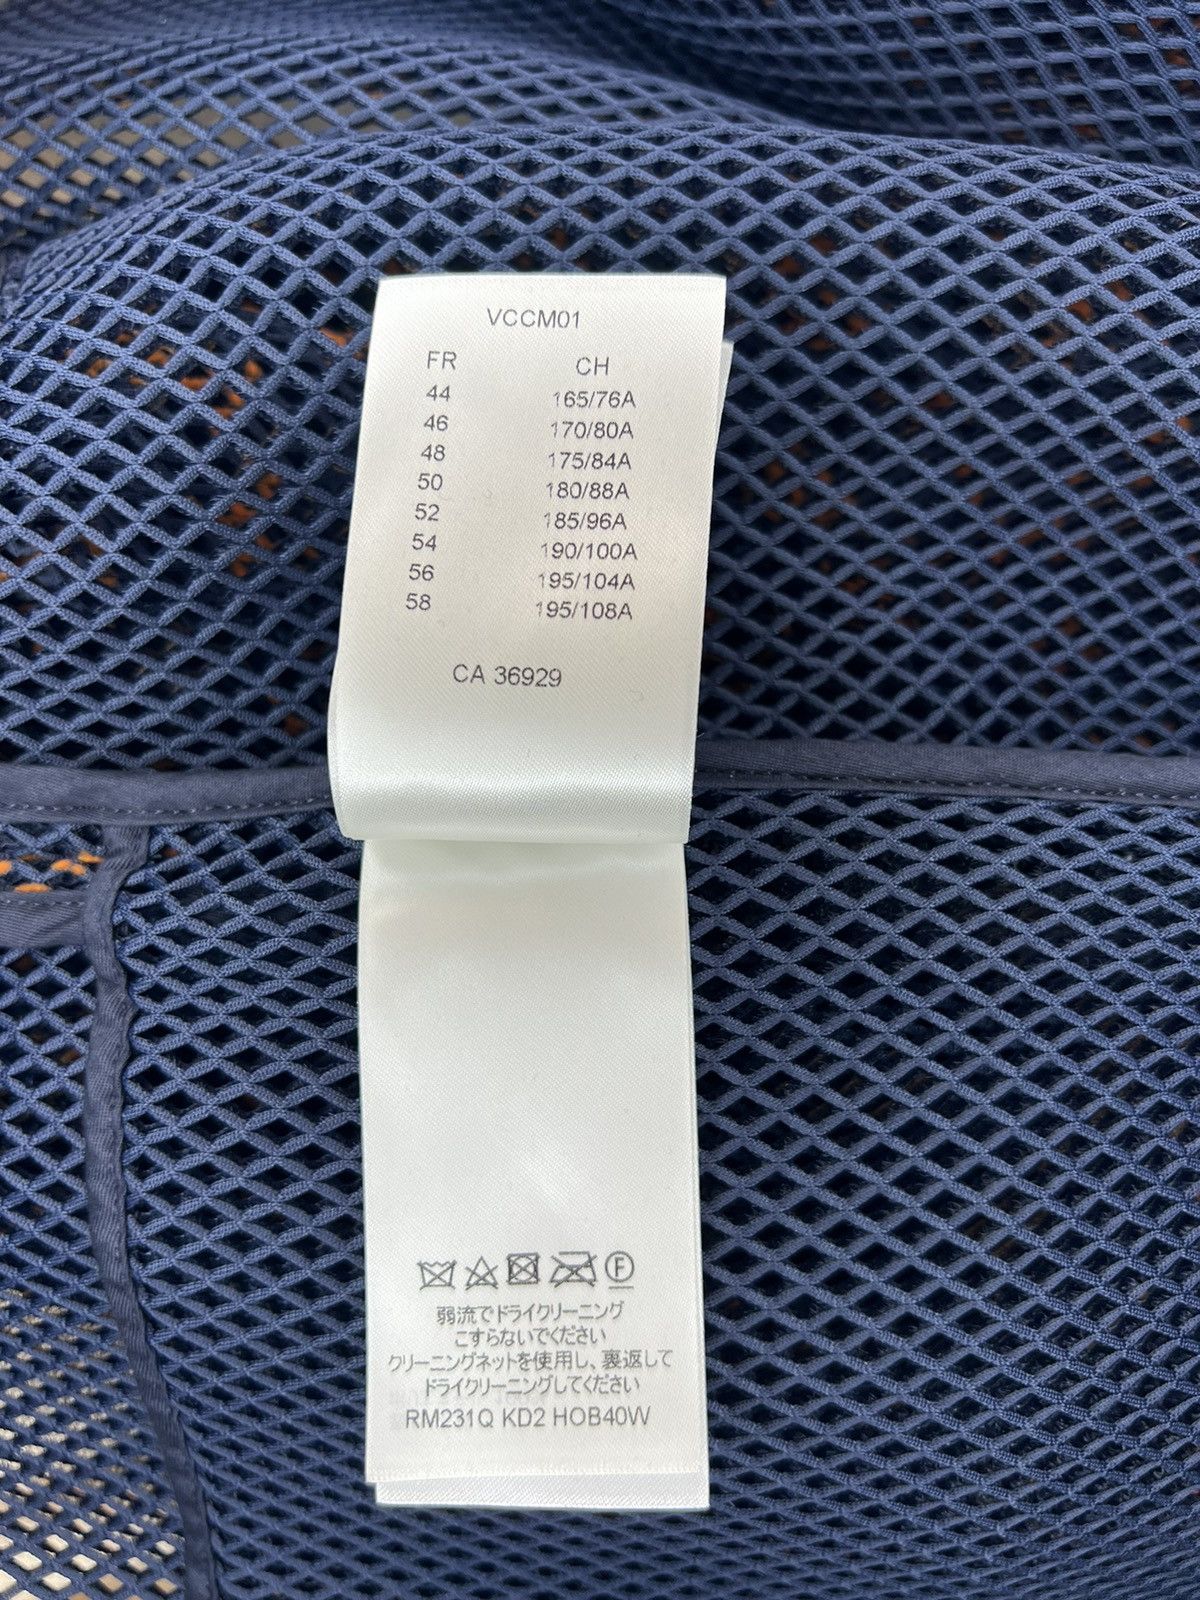 VCCM01
FR CH
44 165/76A
46 170/80A
48 175/84A
50 180/88A
52 185/96A
54 190/100A
56 195/104A
58 195/108A
CA 36929
F
弱流でドライクリーニング
こすらないでください
クリーニングネットを使用し、裏返して
ドライクリーニングしてください
RM231Q KD2 HOB40W